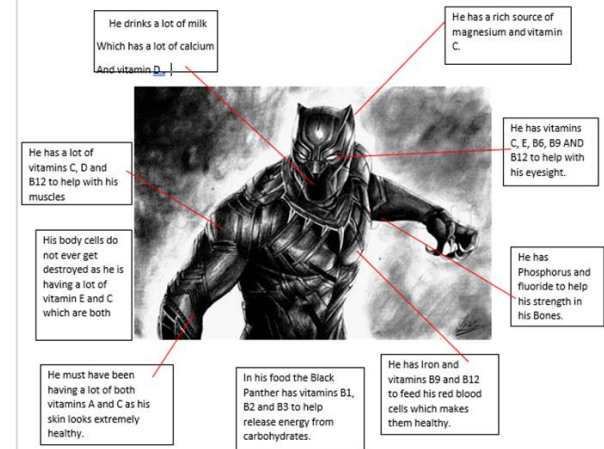 He drinks a lot of milk
Which has a lot of calcium
And vitamin D.
He has a rich source of
magnesium and vitamin
C.
He has vitamins
C, E, B6, B9 AND
B12 to help with
his eyesight.
He has a lot of
vitamins C, D and
B12 to help with his
muscles
His body cells do
not ever get
destroyed as he is
having a lot of
vitamin E and C
which are both
He has
Phosphorus and
fluoride to help
his strength in
his Bones.
He must have been
having a lot of both
vitamins A and C as his
skin looks extremely
healthy.
In his food the Black
Panther has vitamins B1,
B2 and B3 to help
release energy from
carbohydrates.
He has Iron and
vitamins B9 and B12
to feed his red blood
cells which makes
them healthy.